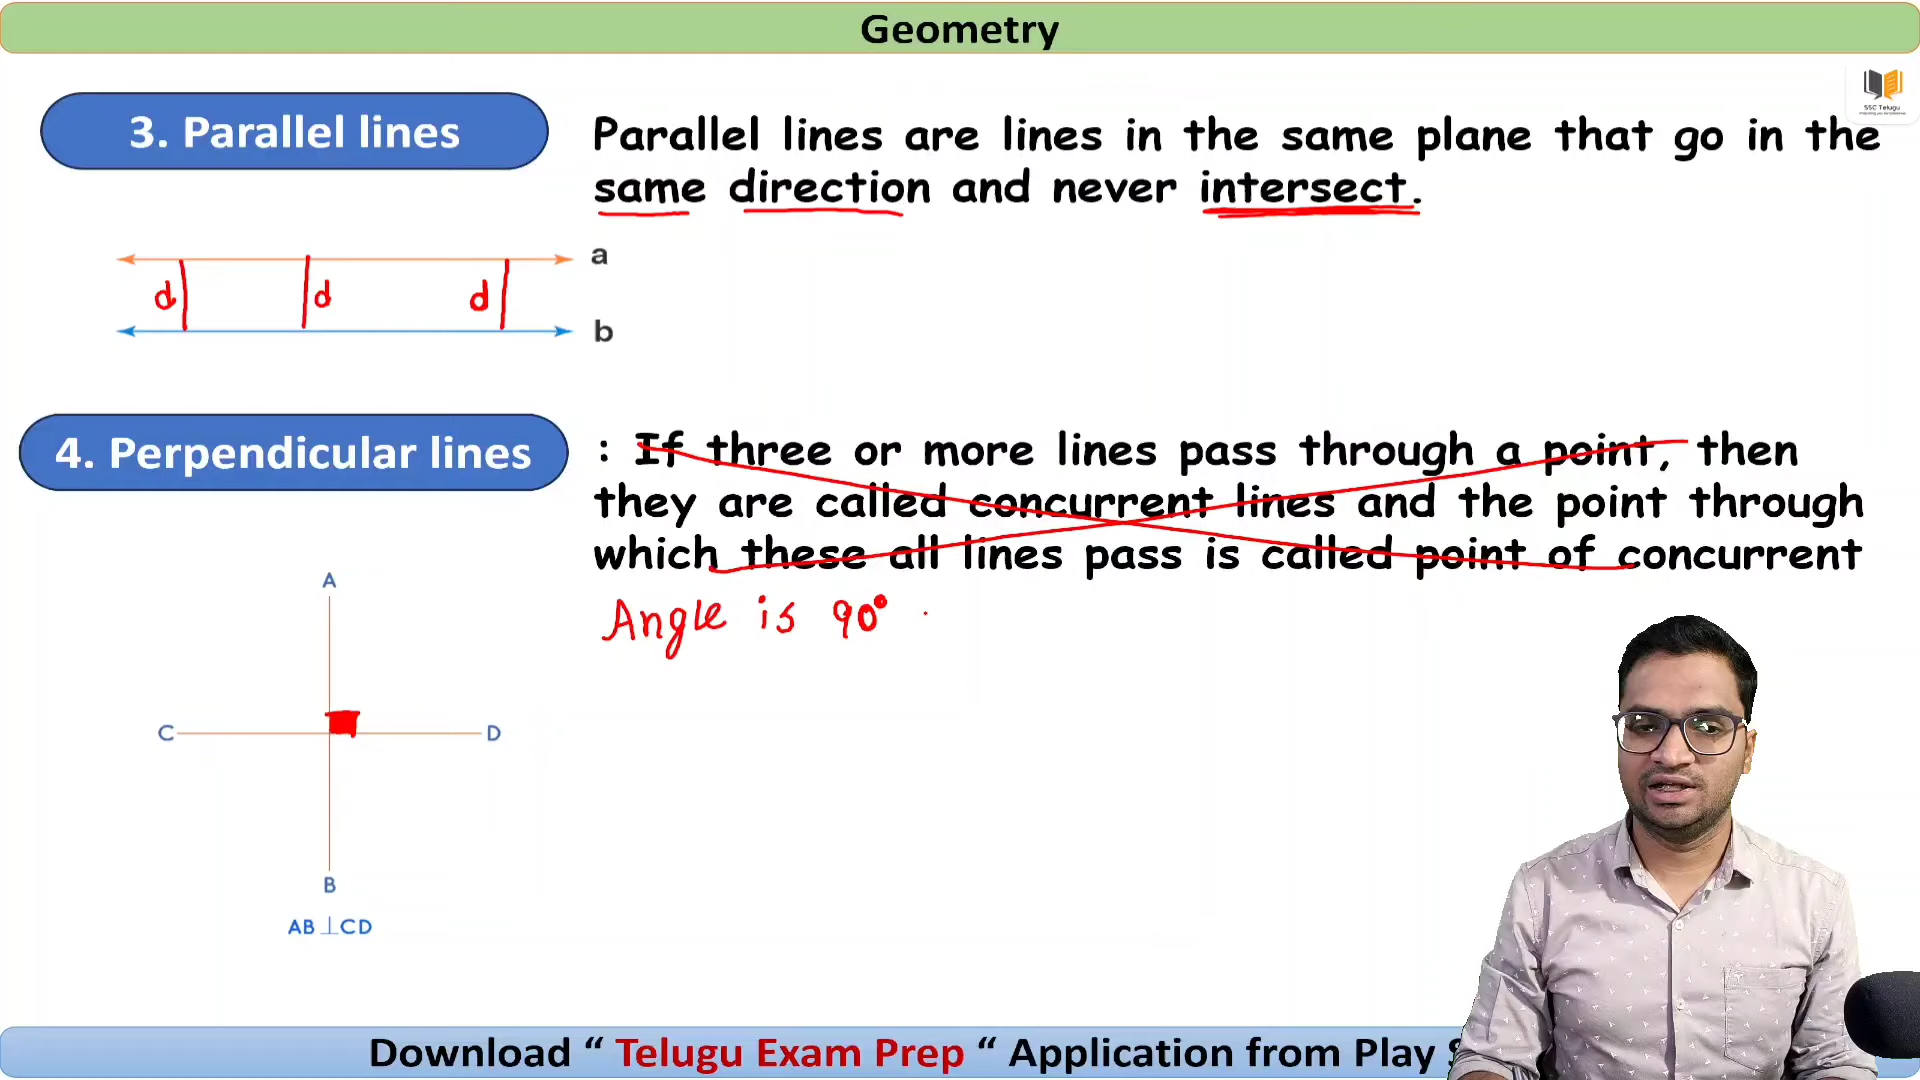 Geometry
SSC Telugu
3. Parallel lines
Parallel lines are lines in the same plane that go in the
same direction and never intersect.
a
d d d
b
4. Perpendicular lines
: If three or more lines pass through a point, then
they are called concurrent lines and the point through
which these all lines pass is called point of concurrent
Angle is 90°
A
C D
B
AB ⊥ CD
Download “ Telugu Exam Prep “ Application from Play